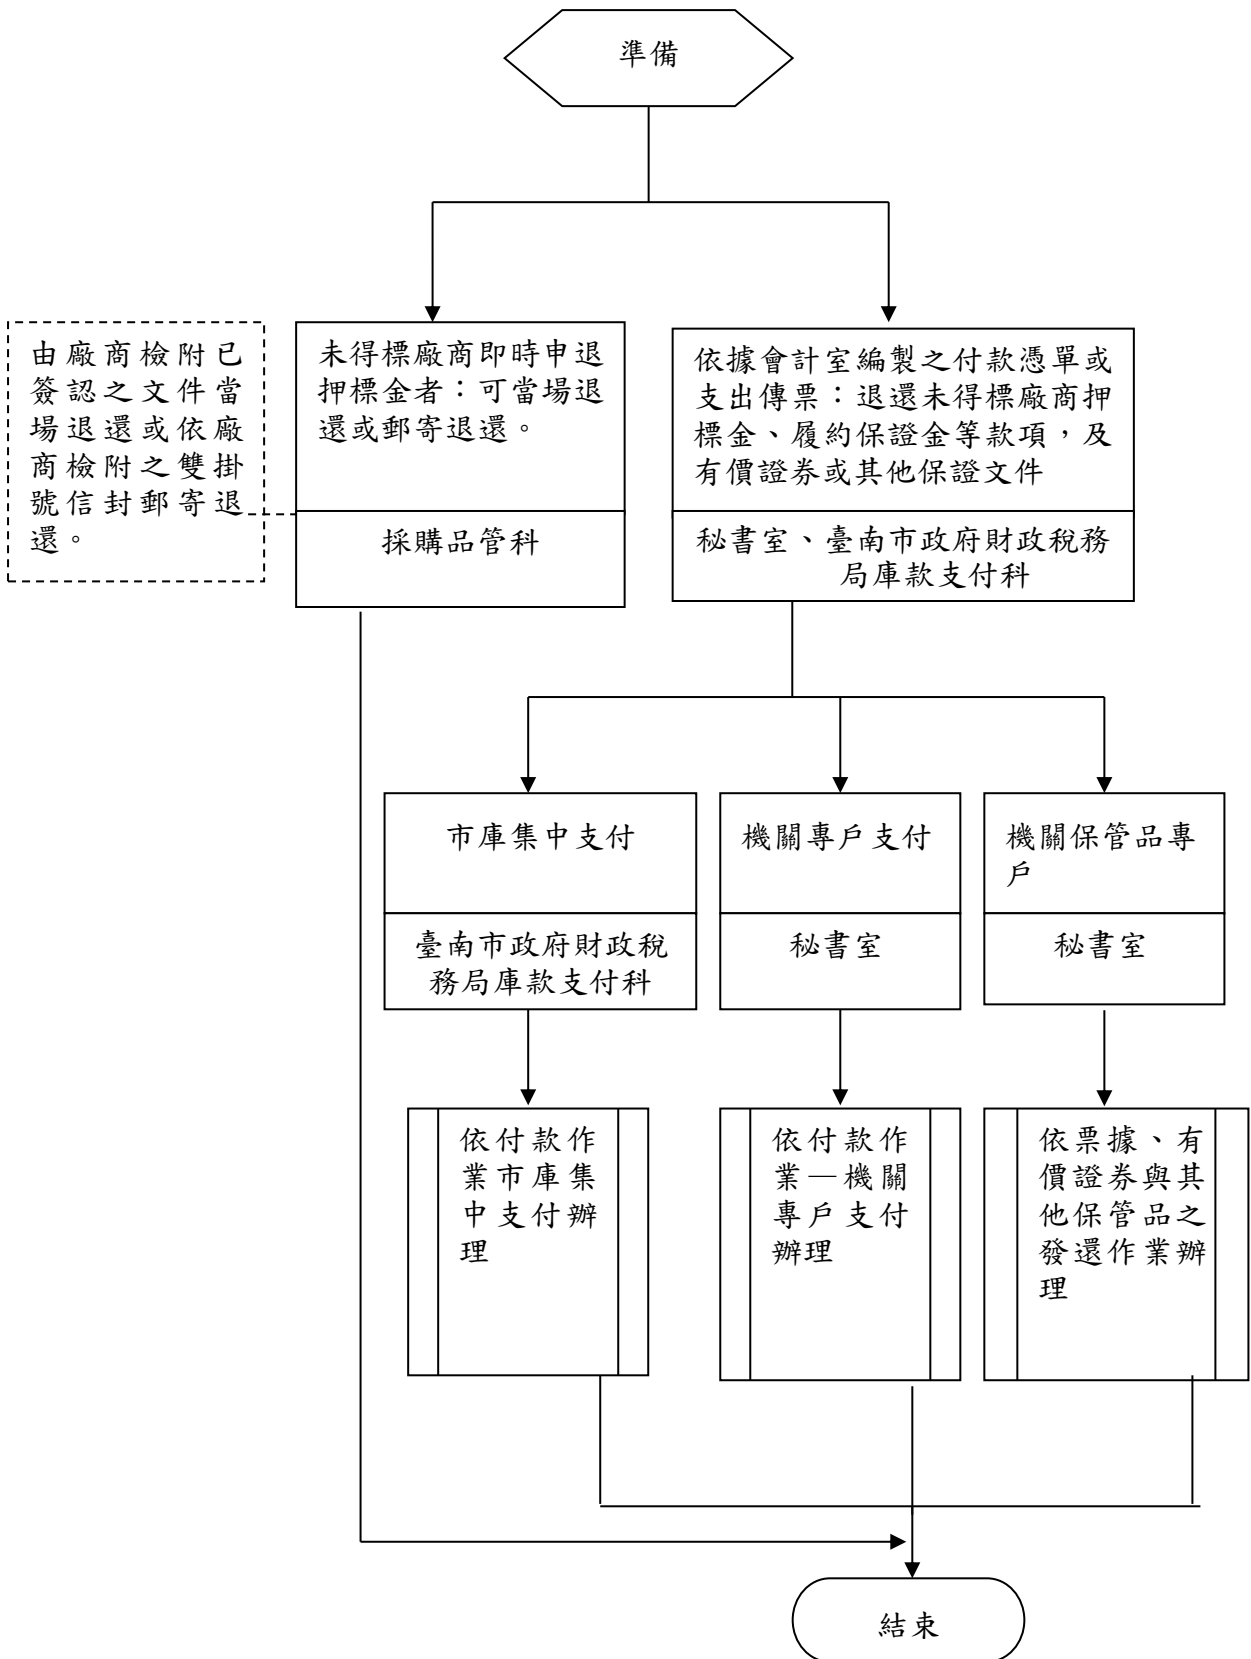 準備
由廠商檢附已
簽認之文件當
場退還或依廠
商檢附之雙掛
號信封郵寄退
還。
未得標廠商即時申退
押標金者：可當場退
還或郵寄退還。
採購品管科
依據會計室編製之付款憑單或
支出傳票：退還未得標廠商押
標金、履約保證金等款項，及
有價證券或其他保證文件
秘書室、臺南市政府財政稅務
局庫款支付科
市庫集中支付
臺南市政府財政稅
務局庫款支付科
機關專戶支付
秘書室
機關保管品專
戶
秘書室
依付款作
業市庫集
中支付辦
理
依付款作
業—機關
專戶支付
辦理
依票據、有
價證券與其
他保管品之
發還作業辦
理
結束